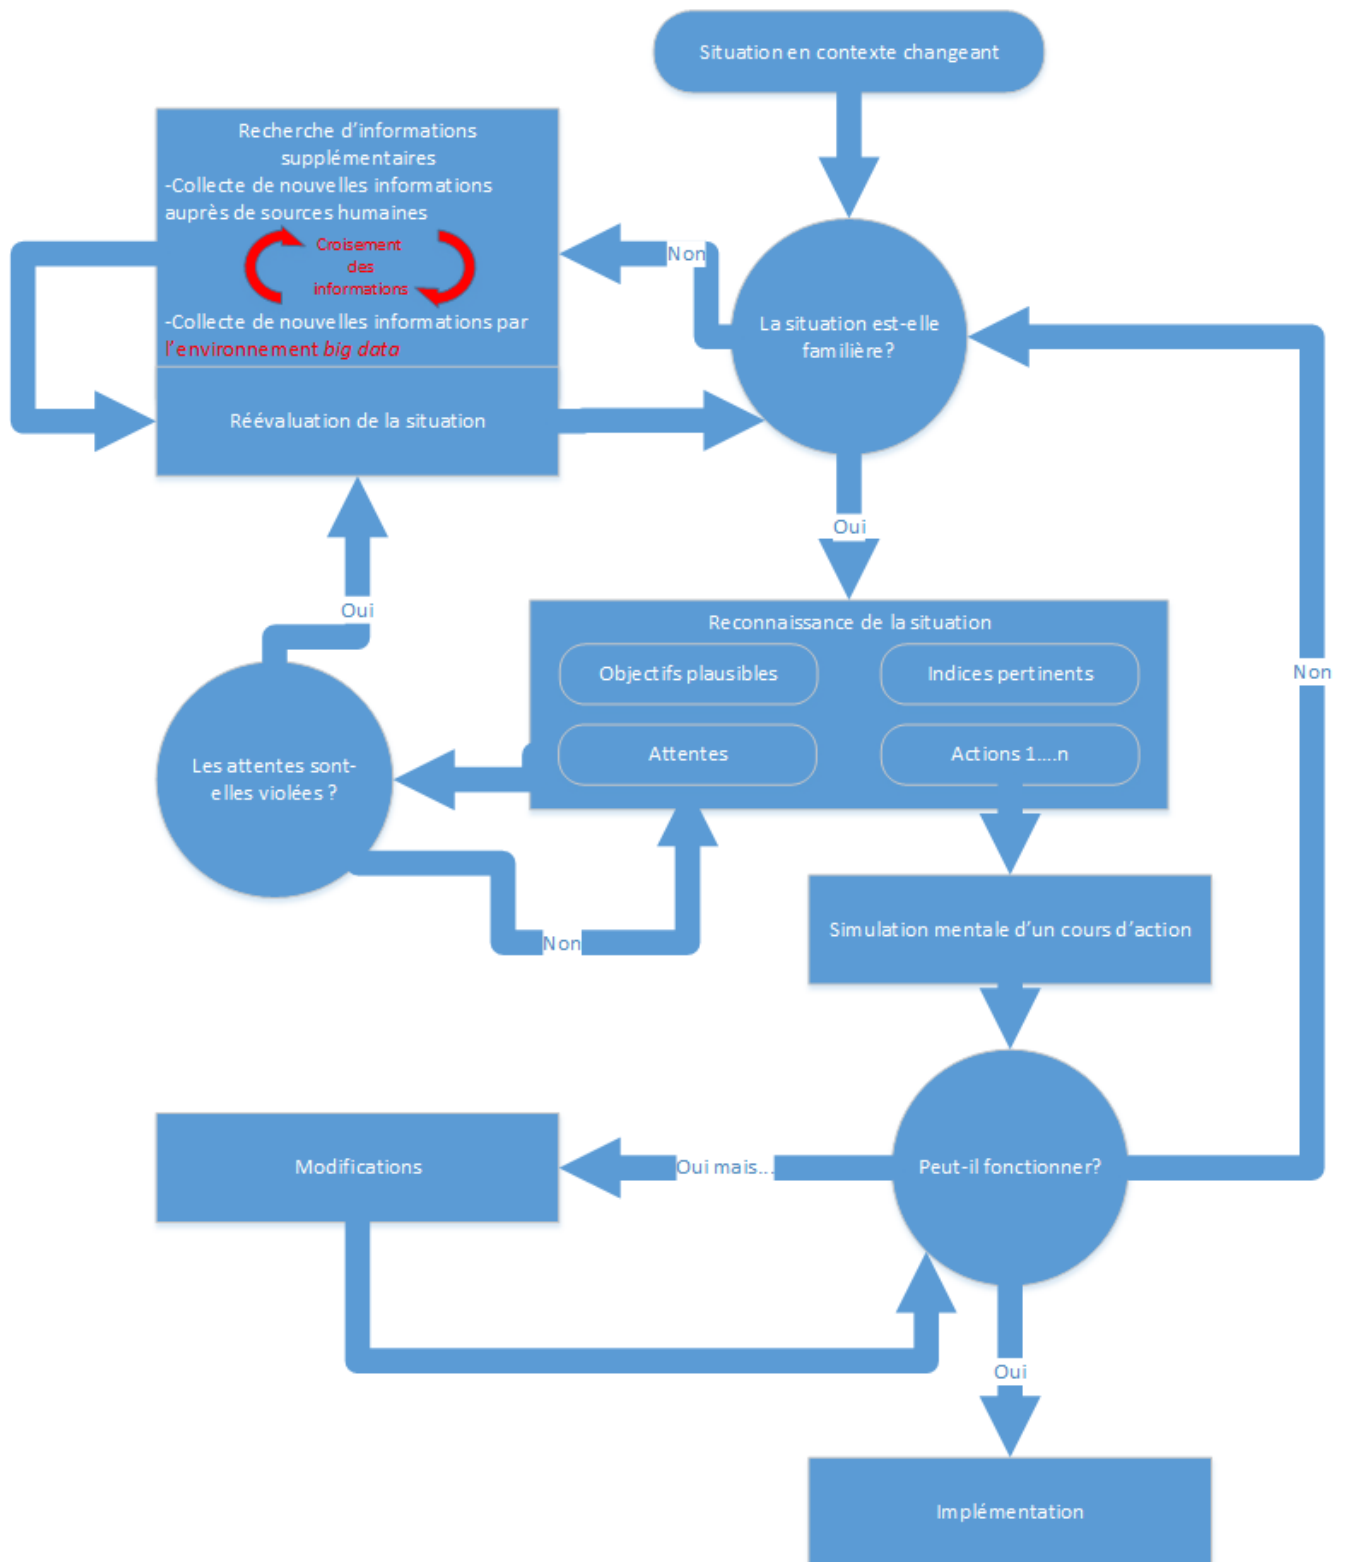 Situation en contexte changeant
Recherche d'informations
supplémentaires
-Collecte de nouvelles informations
auprès de sources humaines
Croisement
des
informations
-Collecte de nouvelles informations par
l'environnement big data
Non
La situation est-elle
familière?
Réévaluation de la situation
Oui
Oui
Reconnaissance de la situation
Objectifs plausibles
Indices pertinents
Non
Les attentes sont-
elles violées ?
Attentes
Actions 1....n
Simulation mentale d'un cours d'action
Non
Modifications
Oui mais...
Peut-il fonctionner?
Oui
Implémentation